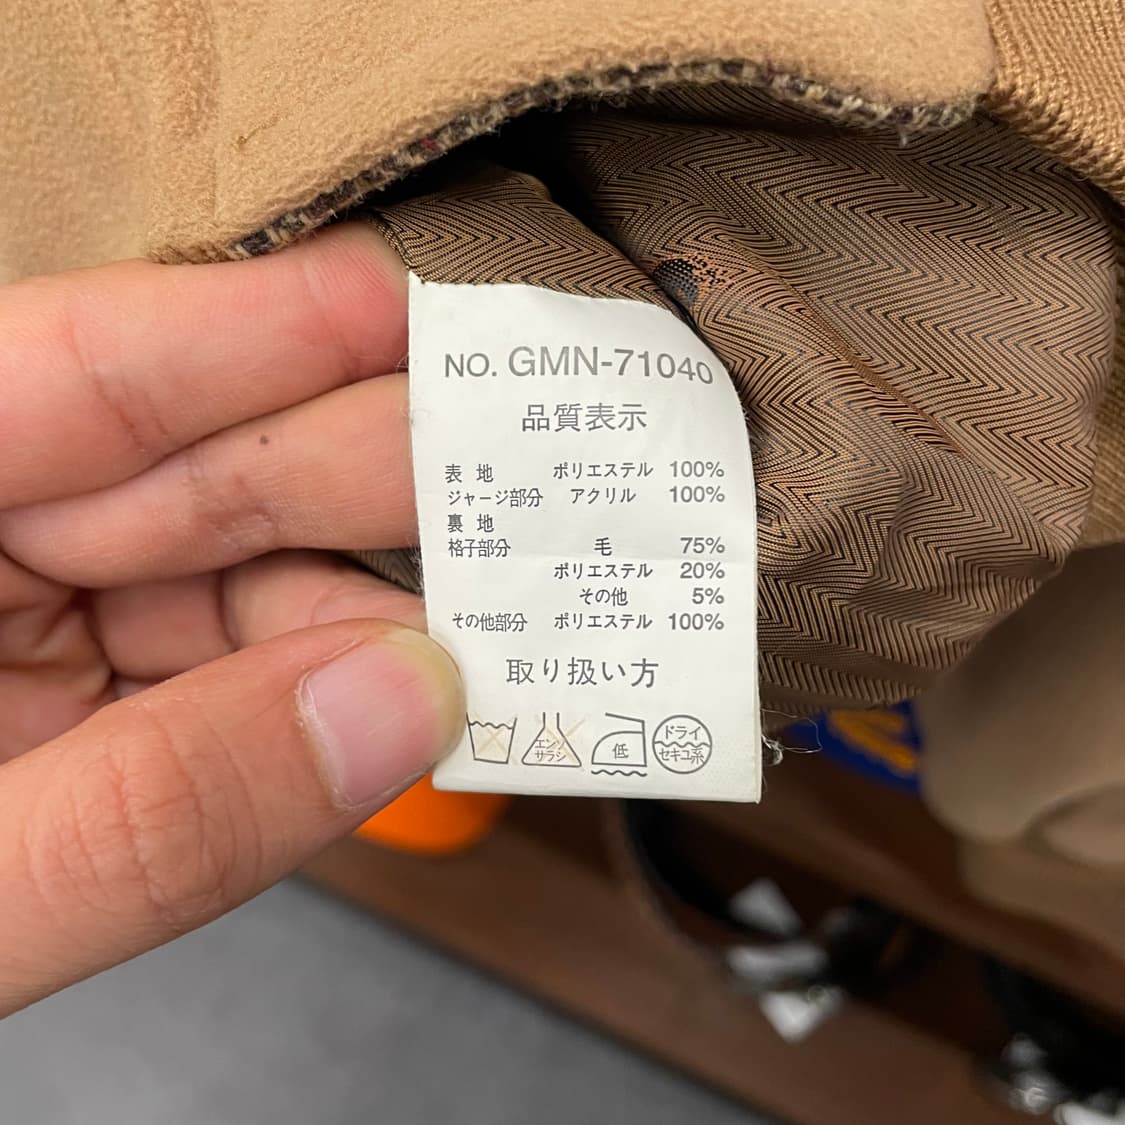 NO. GMN-71040
品質表示
表 地 ポリエステル 100%
ジャージ部分 アクリル 100%
裏 地
格子部分 毛 75%
ポリエステル 20%
その他 5%
その他部分 ポリエステル 100%
取り扱い方
エンソ サラシ
低
ドライ
セキユ系